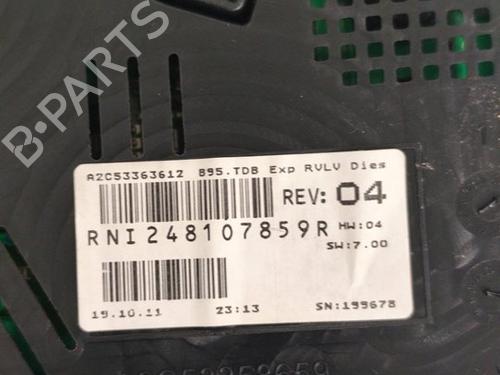 B-PARTS
A2C53363612 B95.TDB Exp RVLV Dies
REV: 04
RNI248107859R HW:04
SW:7.00
19.10.11 23:13 SN:199678